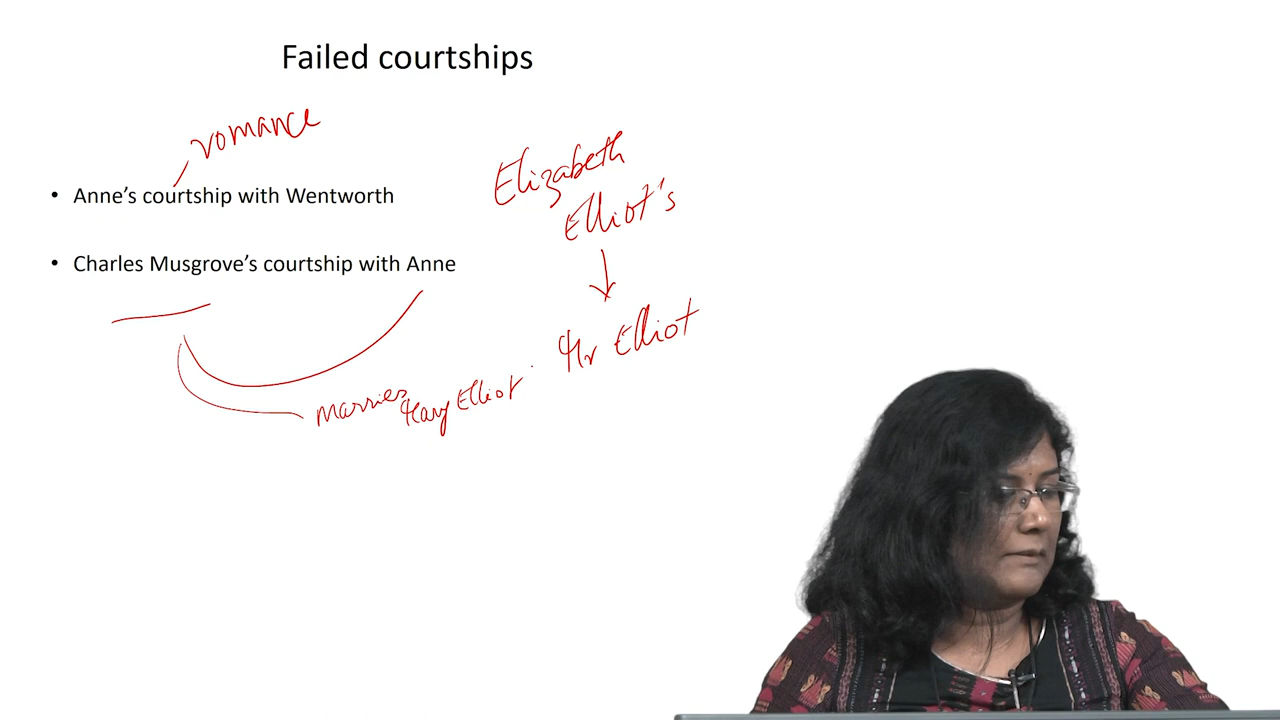 Failed courtships
romance
• Anne's courtship with Wentworth
• Charles Musgrove's courtship with Anne
Elizabeth
Elliot's
Mr Elliot
Marries Mary Elliot